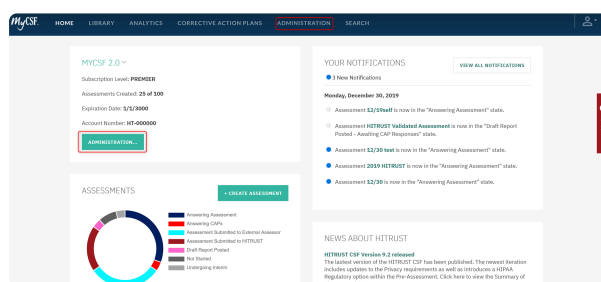 MyCSF. HOME LIBRARY ANALYTICS CORRECTIVE ACTION PLANS ADMINISTRATION SEARCH
MYCSF 2.0
Subscription Level: PREMIER
Assessments Created: 25 of 100
Expiration Date: 1/1/3000
Account Number: HT-000000
ADMINISTRATION...
ASSESSMENTS
+ CREATE ASSESSMENT
Answering Assessment
Answering CAPs
Assessment Submitted to External Assessor
Assessment Submitted to HITRUST
Draft Report Posted
Not Started
Undergoing Interim
YOUR NOTIFICATIONS
VIEW ALL NOTIFICATIONS
3 New Notifications
Monday, December 30, 2019
Assessment 12/19self is now in the "Answering Assessment" state.
Assessment HITRUST Validated Assessment is now in the "Draft Report
Posted - Awaiting CAP Responses" state.
Assessment 12/30 test is now in the "Answering Assessment" state.
Assessment 2019 HITRUST is now in the "Answering Assessment" state.
Assessment 12/30 is now in the "Answering Assessment" state.
NEWS ABOUT HITRUST
HITRUST CSF Version 9.2 released
The lastest version of the HITRUST CSF has been published. The newest iteration
includes updates to the Privacy requirements as well as introduces a HIPAA
Regulatory option within the Pre-Assessment. Click here to view the Summary of